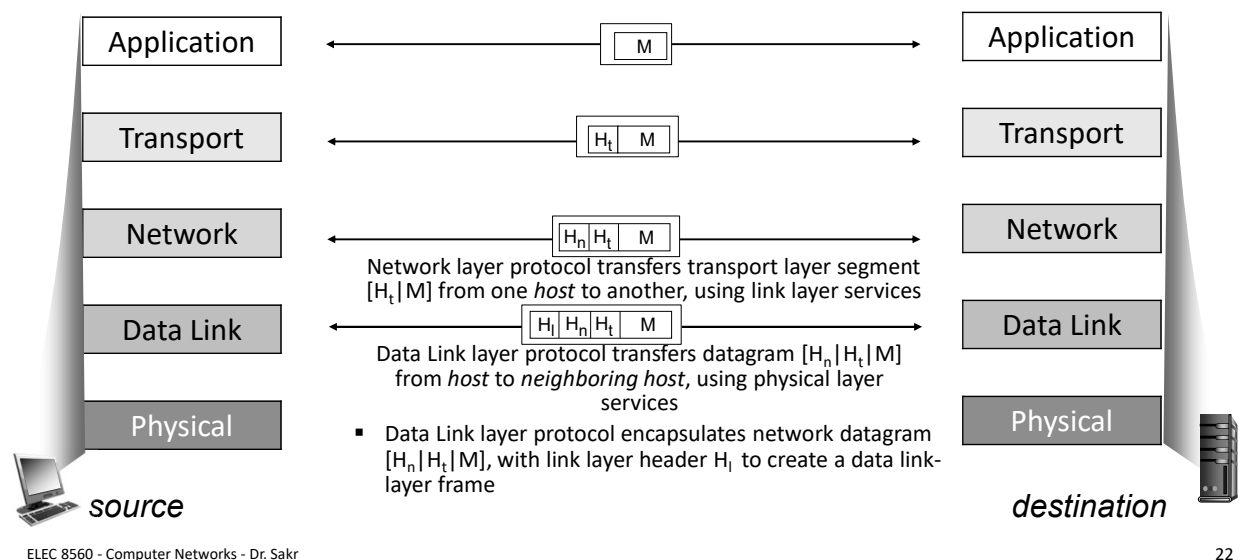 Application M Application
Transport Hₜ M Transport
Network Hₙ Hₜ M Network
Network layer protocol transfers transport layer segment
[Hₜ|M] from one host to another, using link layer services
Data Link Hₗ Hₙ Hₜ M Data Link
Data Link layer protocol transfers datagram [Hₙ|Hₜ|M]
from host to neighboring host, using physical layer
services
Physical Physical
▪ Data Link layer protocol encapsulates network datagram
[Hₙ|Hₜ|M], with link layer header Hₗ to create a data link-
layer frame
source destination
ELEC 8560 - Computer Networks - Dr. Sakr 22